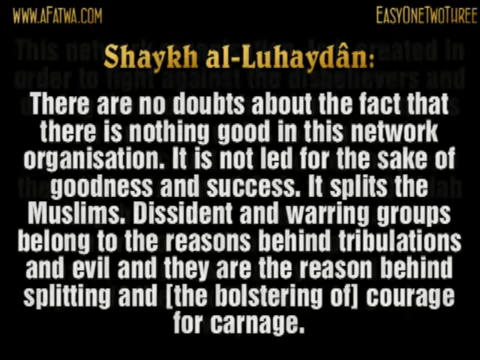 www.aFatwa.com
EasyOneTwoThree
Shaykh al-Luhaydân:
There are no doubts about the fact that
there is nothing good in this network
organisation. It is not led for the sake of
goodness and success. It splits the
Muslims. Dissident and warring groups
belong to the reasons behind tribulations
and evil and they are the reason behind
splitting and [the bolstering of] courage
for carnage.